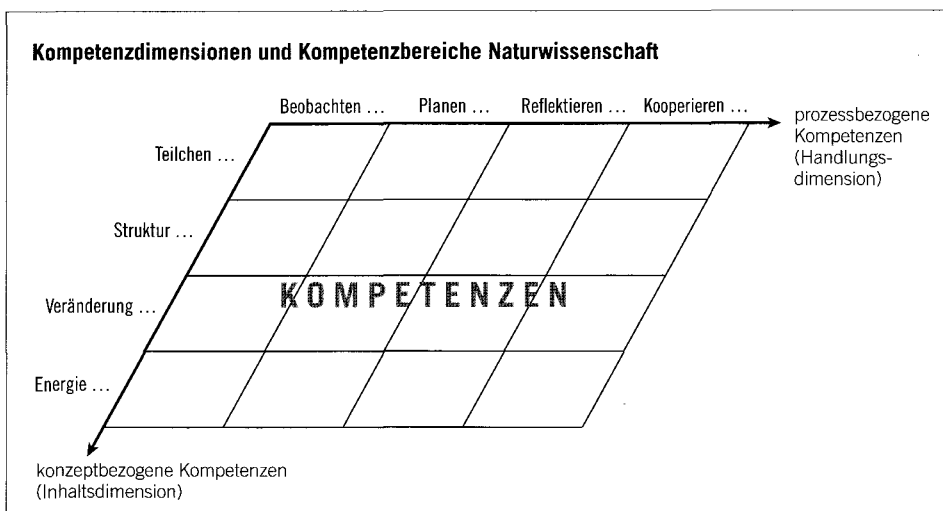 Kompetenzdimensionen und Kompetenzbereiche Naturwissenschaft
Beobachten ... Planen ... Reflektieren ... Kooperieren ...
prozessbezogene
Kompetenzen
(Handlungs-
dimension)
Teilchen ...
Struktur ...
Veränderung ...
KOMPETENZEN
Energie ...
konzeptbezogene Kompetenzen
(Inhaltsdimension)